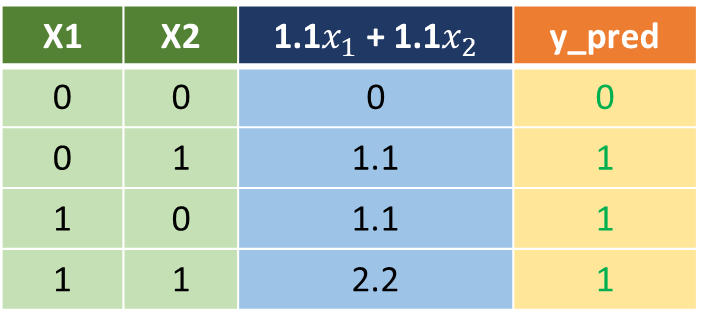 X1 X2 1.1x₁ + 1.1x₂ y_pred
0 0 0 0
0 1 1.1 1
1 0 1.1 1
1 1 2.2 1